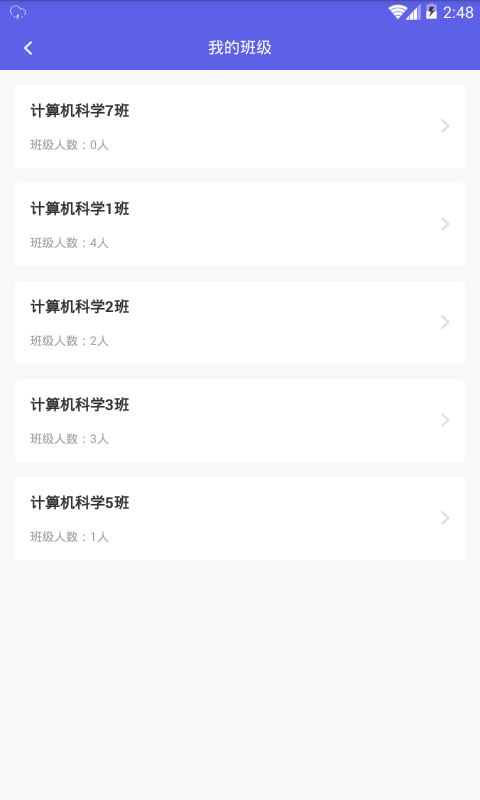 2:48
我的班级
计算机科学7班
班级人数：0人
计算机科学1班
班级人数：4人
计算机科学2班
班级人数：2人
计算机科学3班
班级人数：3人
计算机科学5班
班级人数：1人